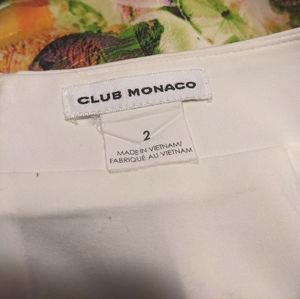 CLUB MONACO
2
MADE IN VIETNAM/
FABRIQUÉ AU VIETNAM